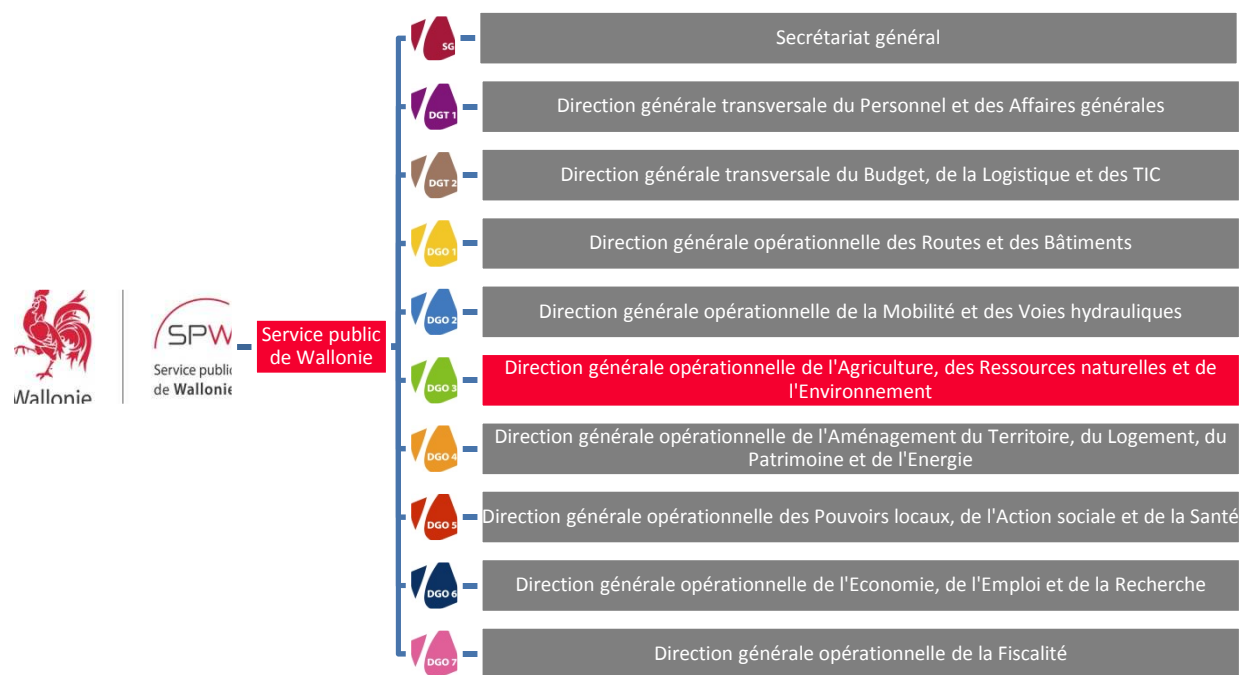 Wallonie
SPW
Service public
de Wallonie
Service public
de Wallonie
SG
Secrétariat général
DGT 1
Direction générale transversale du Personnel et des Affaires générales
DGT 2
Direction générale transversale du Budget, de la Logistique et des TIC
DGO 1
Direction générale opérationnelle des Routes et des Bâtiments
DGO 2
Direction générale opérationnelle de la Mobilité et des Voies hydrauliques
DGO 3
Direction générale opérationnelle de l'Agriculture, des Ressources naturelles et de
l'Environnement
DGO 4
Direction générale opérationnelle de l'Aménagement du Territoire, du Logement, du
Patrimoine et de l'Energie
DGO 5
Direction générale opérationnelle des Pouvoirs locaux, de l'Action sociale et de la Santé
DGO 6
Direction générale opérationnelle de l'Economie, de l'Emploi et de la Recherche
DGO 7
Direction générale opérationnelle de la Fiscalité